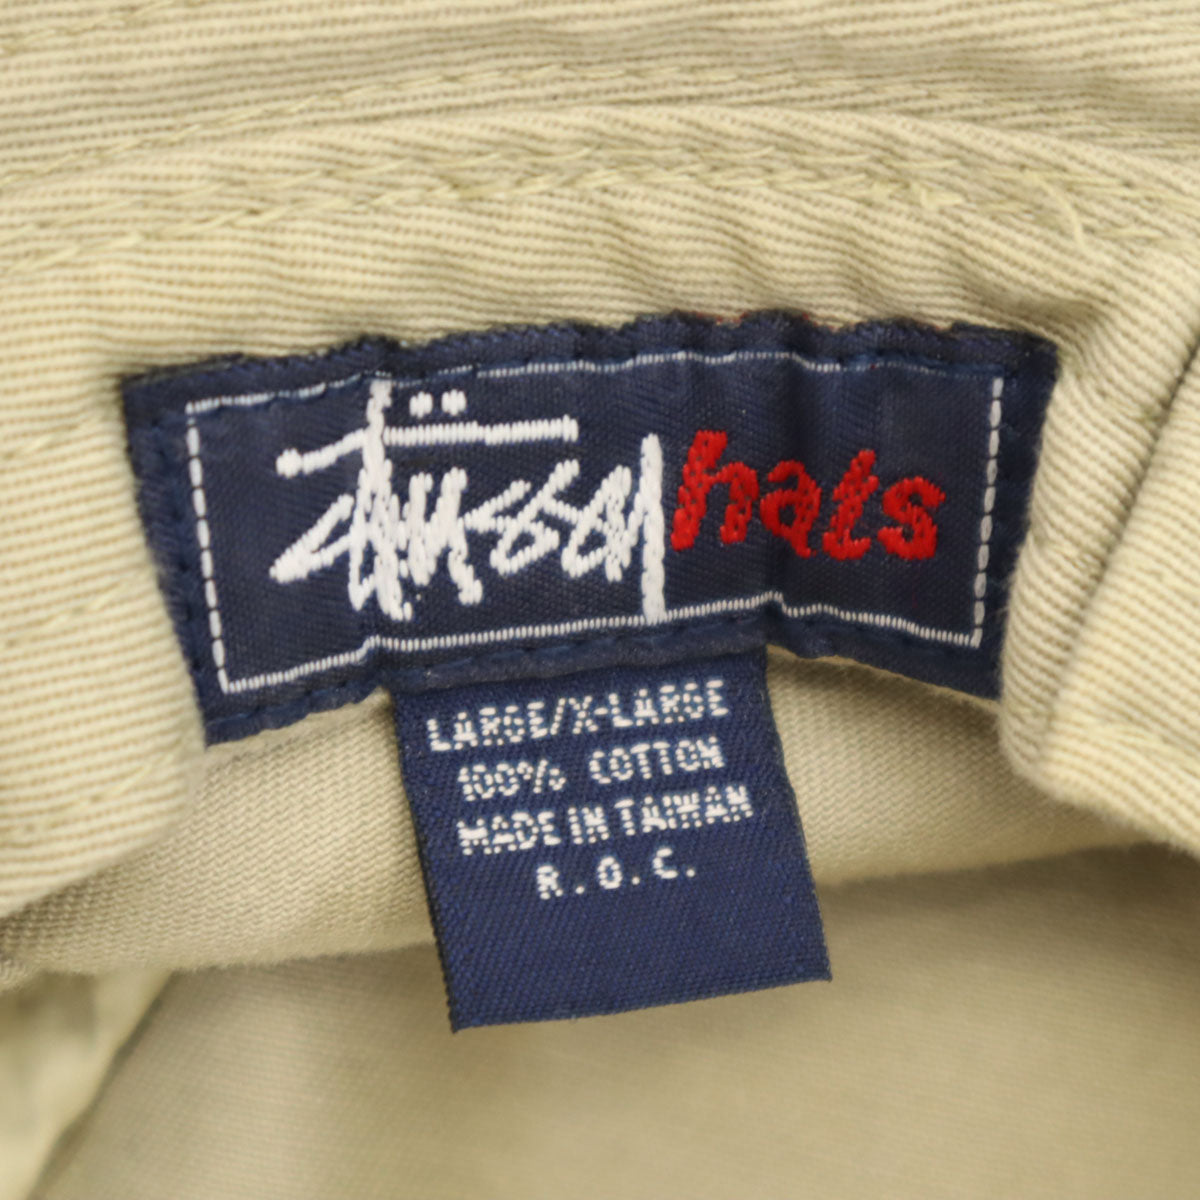 Stüssy hats
LARGE/X-LARGE
100% COTTON
MADE IN TAIWAN
R.O.C.